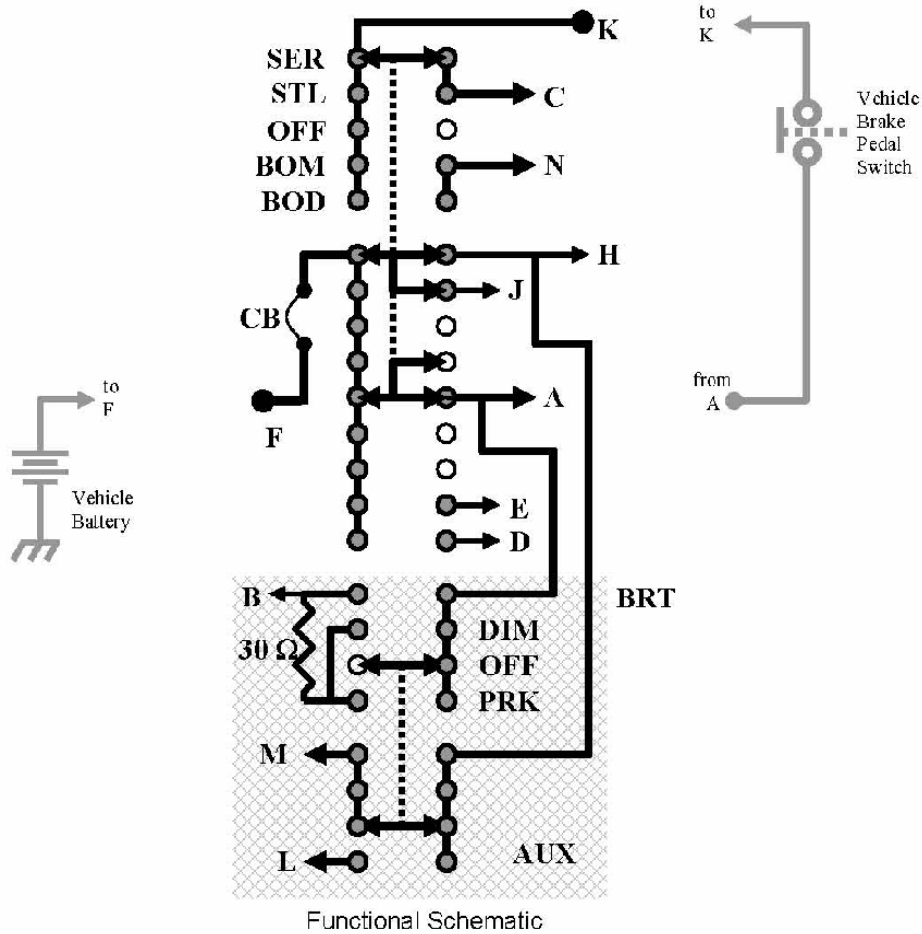 K
to
K
SER
STL
C
OFF
BOM
N
BOD
Vehicle
Brake
Pedal
Switch
H
J
CB
to
F
F
A
from
A
Vehicle
Battery
E
D
B
BRT
30 Ω
DIM
OFF
PRK
M
L
AUX
Functional Schematic